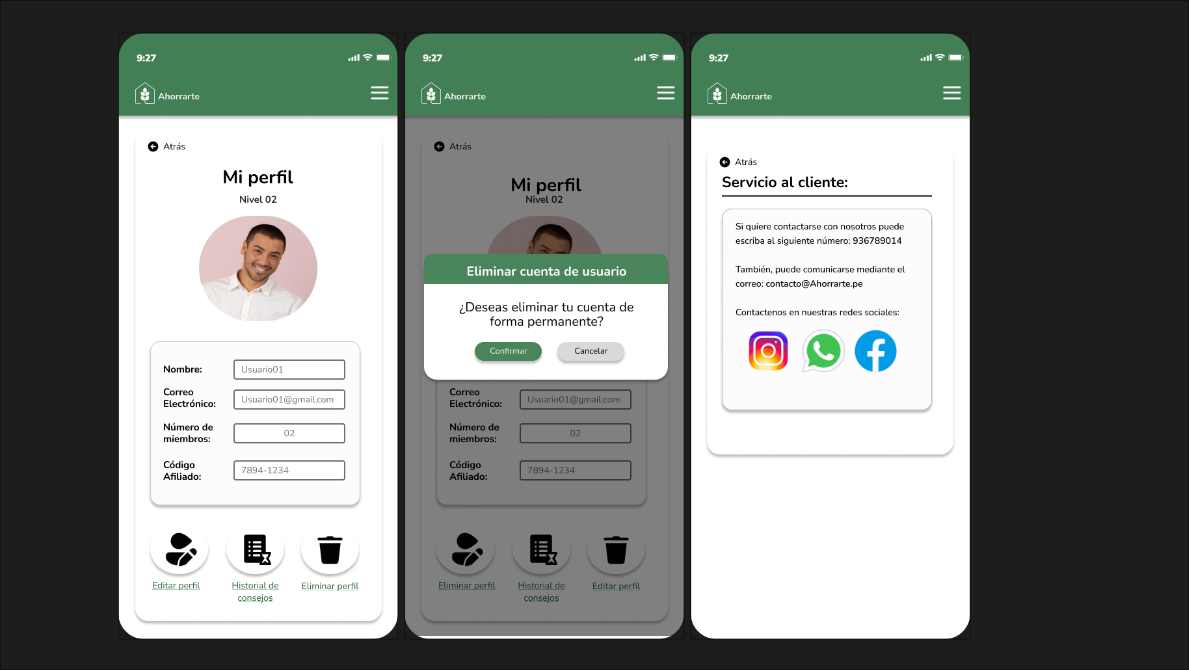 9:27
Ahorrarte
Atrás
Mi perfil
Nivel 02
Nombre:
Usuario01
Correo
Electrónico:
Usuario01@gmail.com
Número de
miembros:
02
Código
Afiliado:
7894-1234
Editar perfil
Historial de
consejos
Eliminar perfil
9:27
Ahorrarte
Atrás
Mi perfil
Nivel 02
Eliminar cuenta de usuario
¿Deseas eliminar tu cuenta de
forma permanente?
Confirmar
Cancelar
Correo
Electrónico:
Usuario01@gmail.com
Número de
miembros:
02
Código
Afiliado:
7894-1234
Eliminar perfil
Historial de
consejos
Editar perfil
9:27
Ahorrarte
Atrás
Servicio al cliente:
Si quiere contactarse con nosotros puede
escriba al siguiente número: 936789014
También, puede comunicarse mediante el
correo: contacto@Ahorrarte.pe
Contactenos en nuestras redes sociales: